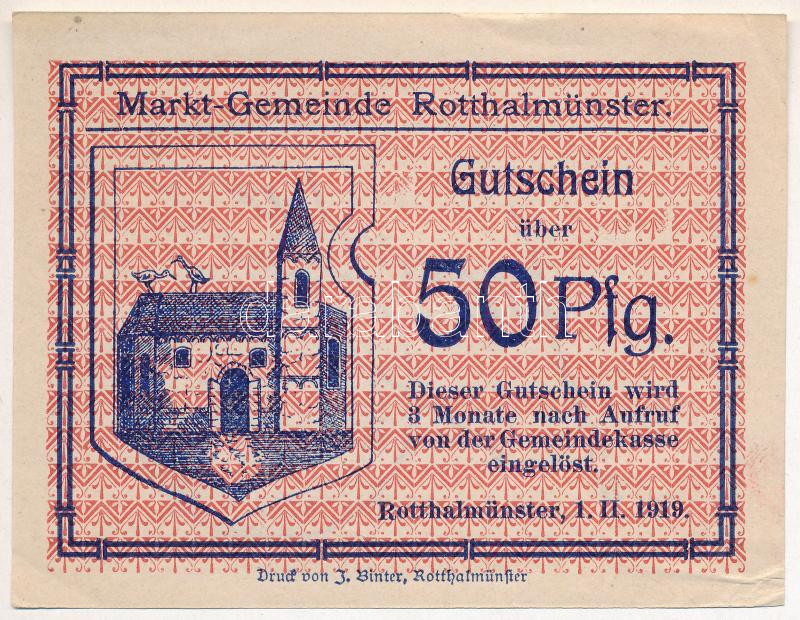 Markt-Gemeinde Rotthalmünster.
Gutschein
über
50 Pfg.
darabanth
Dieser Gutschein wird
3 Monate nach Aufruf
von der Gemeindekasse
eingelöst.
Rotthalmünster, 1. II. 1919.
Druck von J. Binter, Rotthalmünster